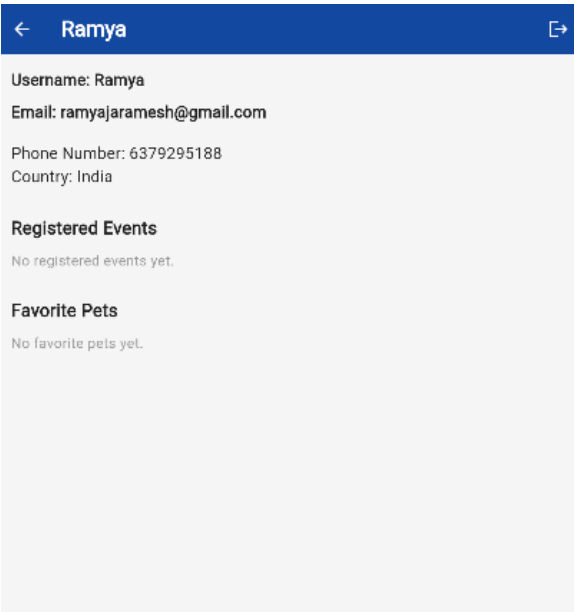 Ramya
Username: Ramya
Email: ramyajaramesh@gmail.com
Phone Number: 6379295188
Country: India
Registered Events
No registered events yet.
Favorite Pets
No favorite pets yet.